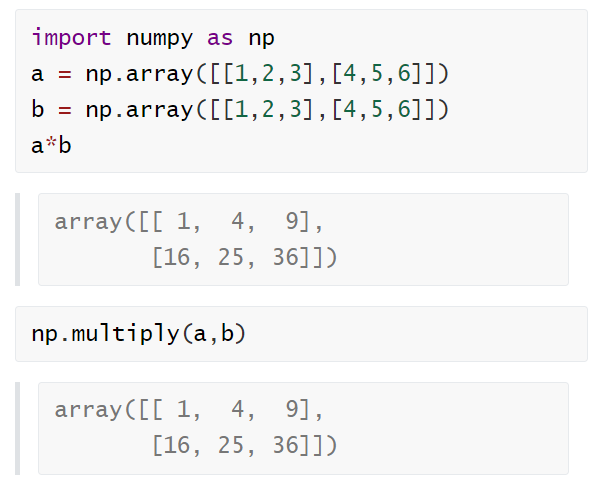 import numpy as np
a = np.array([[1,2,3],[4,5,6]])
b = np.array([[1,2,3],[4,5,6]])
a*b
array([[ 1,  4,  9],
       [16, 25, 36]])
np.multiply(a,b)
array([[ 1,  4,  9],
       [16, 25, 36]])